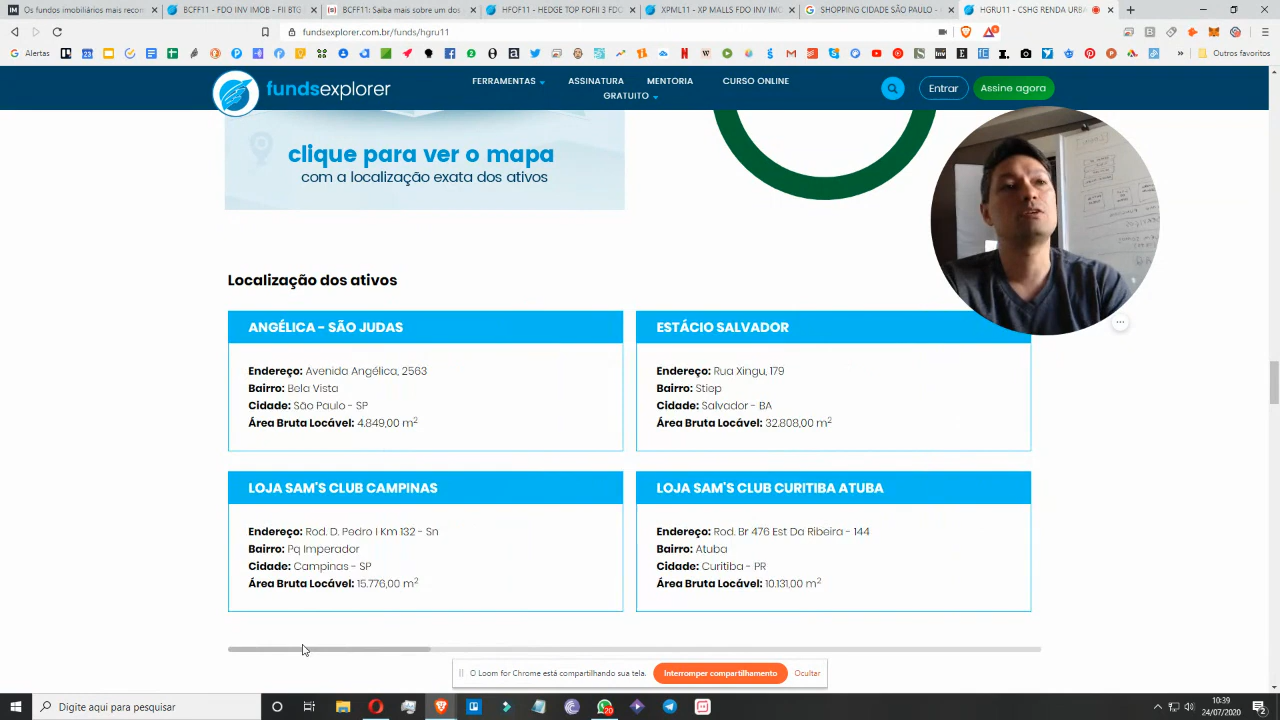 Os fundos imobiliários mais recom
BCFF11 - FDO INV IMOB - FII BTG
BCFF11: Saiba mais sobre um dos
HFOF11 - HEDGE TOP FOFII 3 FDO
XPML11 - XP MALLS FDO INV IMO
SHOPPING CIDADE SÃO PAULO -
HGRU11 - CSHG RENDA URBA
fundsexplorer.com.br/funds/hgru11
Alertas
Outros favoritos
fundsexplorer
FERRAMENTAS
ASSINATURA
MENTORIA
CURSO ONLINE
GRATUITO
Entrar
Assine agora
clique para ver o mapa
com a localização exata dos ativos
Localização dos ativos
ANGÉLICA - SÃO JUDAS
Endereço: Avenida Angélica, 2563
Bairro: Bela Vista
Cidade: São Paulo - SP
Área Bruta Locável: 4.849,00 m²
ESTÁCIO SALVADOR
Endereço: Rua Xingu, 179
Bairro: Stiep
Cidade: Salvador - BA
Área Bruta Locável: 32.808,00 m²
LOJA SAM'S CLUB CAMPINAS
Endereço: Rod. D. Pedro I Km 132 - Sn
Bairro: Pq Imperador
Cidade: Campinas - SP
Área Bruta Locável: 15.776,00 m²
LOJA SAM'S CLUB CURITIBA ATUBA
Endereço: Rod. Br 476 Est Da Ribeira - 144
Bairro: Atuba
Cidade: Curitiba - PR
Área Bruta Locável: 10.131,00 m²
O Loom for Chrome está compartilhando sua tela.
Interromper compartilhamento
Ocultar
Digite aqui para pesquisar
20
10:39
24/07/2020
2